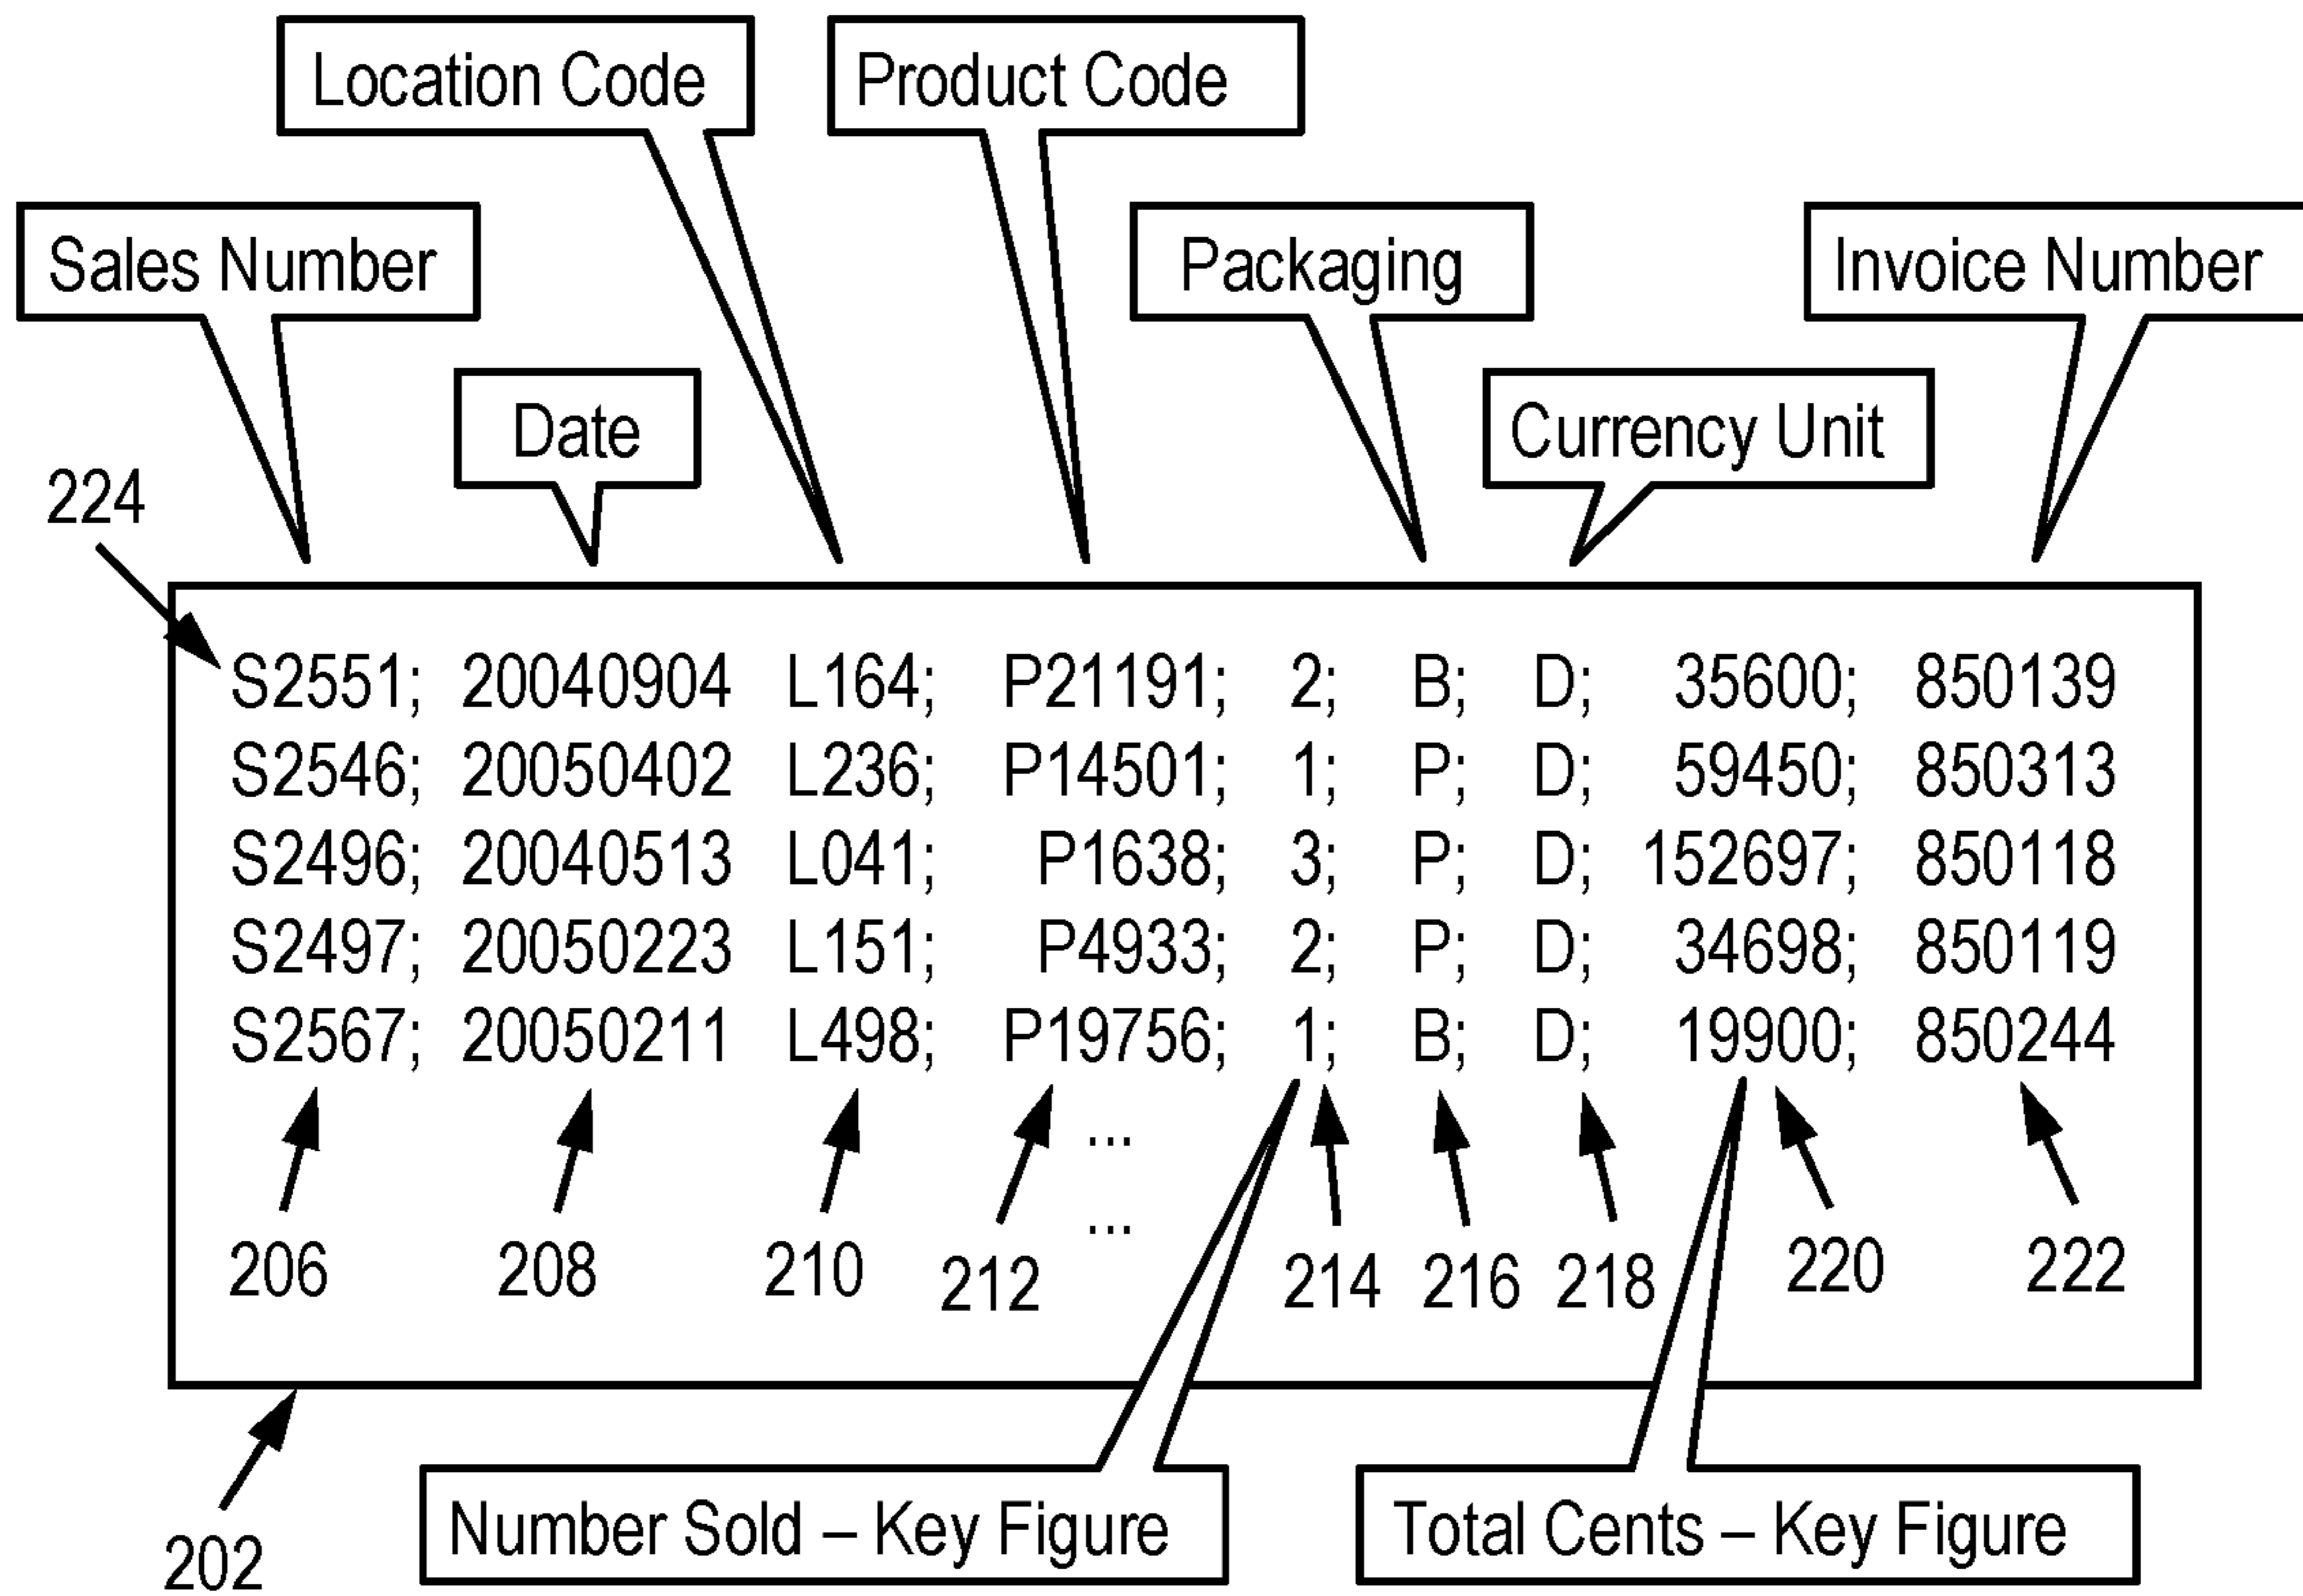 Location Code
Product Code
Sales Number
Packaging
Invoice Number
Date
Currency Unit
224
S2551; 20040904 L164; P21191; 2; B; D; 35600; 850139
S2546; 20050402 L236; P14501; 1; P; D; 59450; 850313
S2496; 20040513 L041; P1638; 3; P; D; 152697; 850118
S2497; 20050223 L151; P4933; 2; P; D; 34698; 850119
S2567; 20050211 L498; P19756; 1; B; D; 19900; 850244
...
...
206 208 210 212 214 216 218 220 222
Number Sold – Key Figure
Total Cents – Key Figure
202